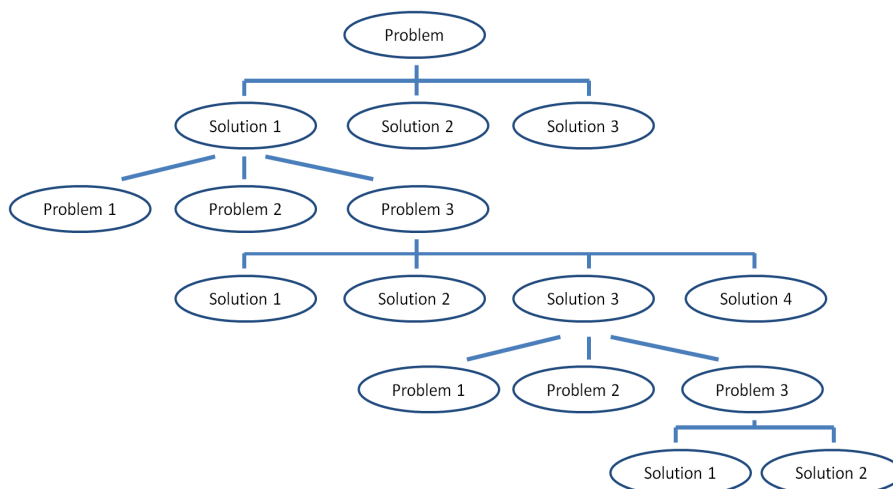 Problem
Solution 1
Solution 2
Solution 3
Problem 1
Problem 2
Problem 3
Solution 1
Solution 2
Solution 3
Solution 4
Problem 1
Problem 2
Problem 3
Solution 1
Solution 2